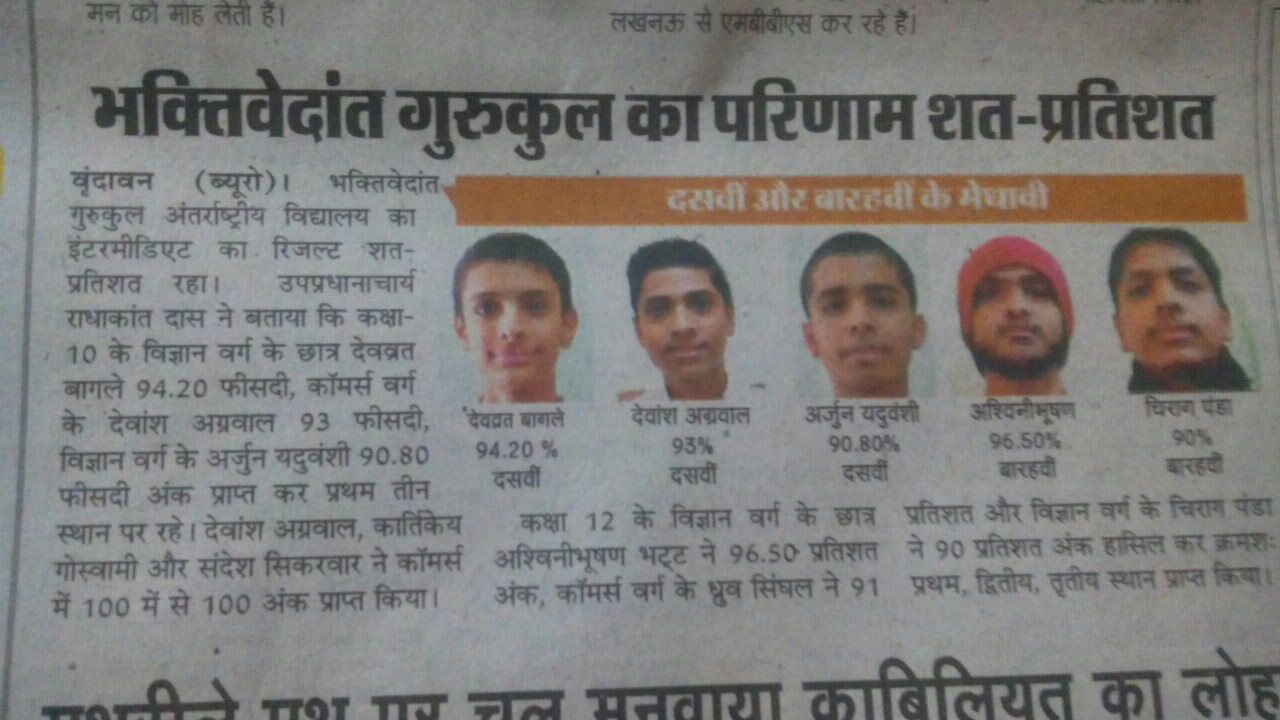 मन को मोह लेती हैं।
लखनऊ से एमबीबीएस कर रहे हैं।
भक्तिवेदांत गुरुकुल का परिणाम शत-प्रतिशत
वृंदावन (ब्यूरो)। भक्तिवेदांत
गुरुकुल अंतर्राष्ट्रीय विद्यालय का
इंटरमीडिएट का रिजल्ट शत-
प्रतिशत रहा। उपप्रधानाचार्य
राधाकांत दास ने बताया कि कक्षा-
10 के विज्ञान वर्ग के छात्र देवव्रत
बागले 94.20 फीसदी, कॉमर्स वर्ग
के देवांश अग्रवाल 93 फीसदी,
विज्ञान वर्ग के अर्जुन यदुवंशी 90.80
फीसदी अंक प्राप्त कर प्रथम तीन
स्थान पर रहे। देवांश अग्रवाल, कार्तिकेय
गोस्वामी और संदेश सिकरवार ने कॉमर्स
में 100 में से 100 अंक प्राप्त किया।
दसवीं और बारहवीं के मेधावी
देवव्रत बागले
94.20 %
दसवीं
देवांश अग्रवाल
93%
दसवीं
अर्जुन यदुवंशी
90.80%
दसवीं
अश्विनीभूषण
96.50%
बारहवीं
चिराग पंडा
90%
बारहवीं
कक्षा 12 के विज्ञान वर्ग के छात्र
अश्विनीभूषण भट्ट ने 96.50 प्रतिशत
अंक, कॉमर्स वर्ग के ध्रुव सिंघल ने 91
प्रतिशत और विज्ञान वर्ग के चिराग पंडा
ने 90 प्रतिशत अंक हासिल कर क्रमशः
प्रथम, द्वितीय, तृतीय स्थान प्राप्त किया।
पथ पर चल मनवाया काबिलियत का